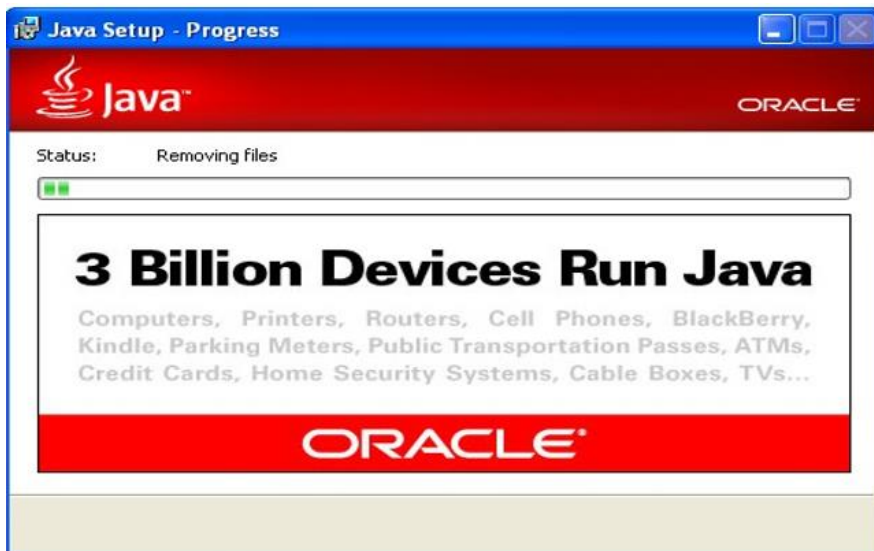 Java Setup - Progress
Java™
ORACLE®
Status: Removing files
3 Billion Devices Run Java
Computers, Printers, Routers, Cell Phones, BlackBerry,
Kindle, Parking Meters, Public Transportation Passes, ATMs,
Credit Cards, Home Security Systems, Cable Boxes, TVs...
ORACLE®